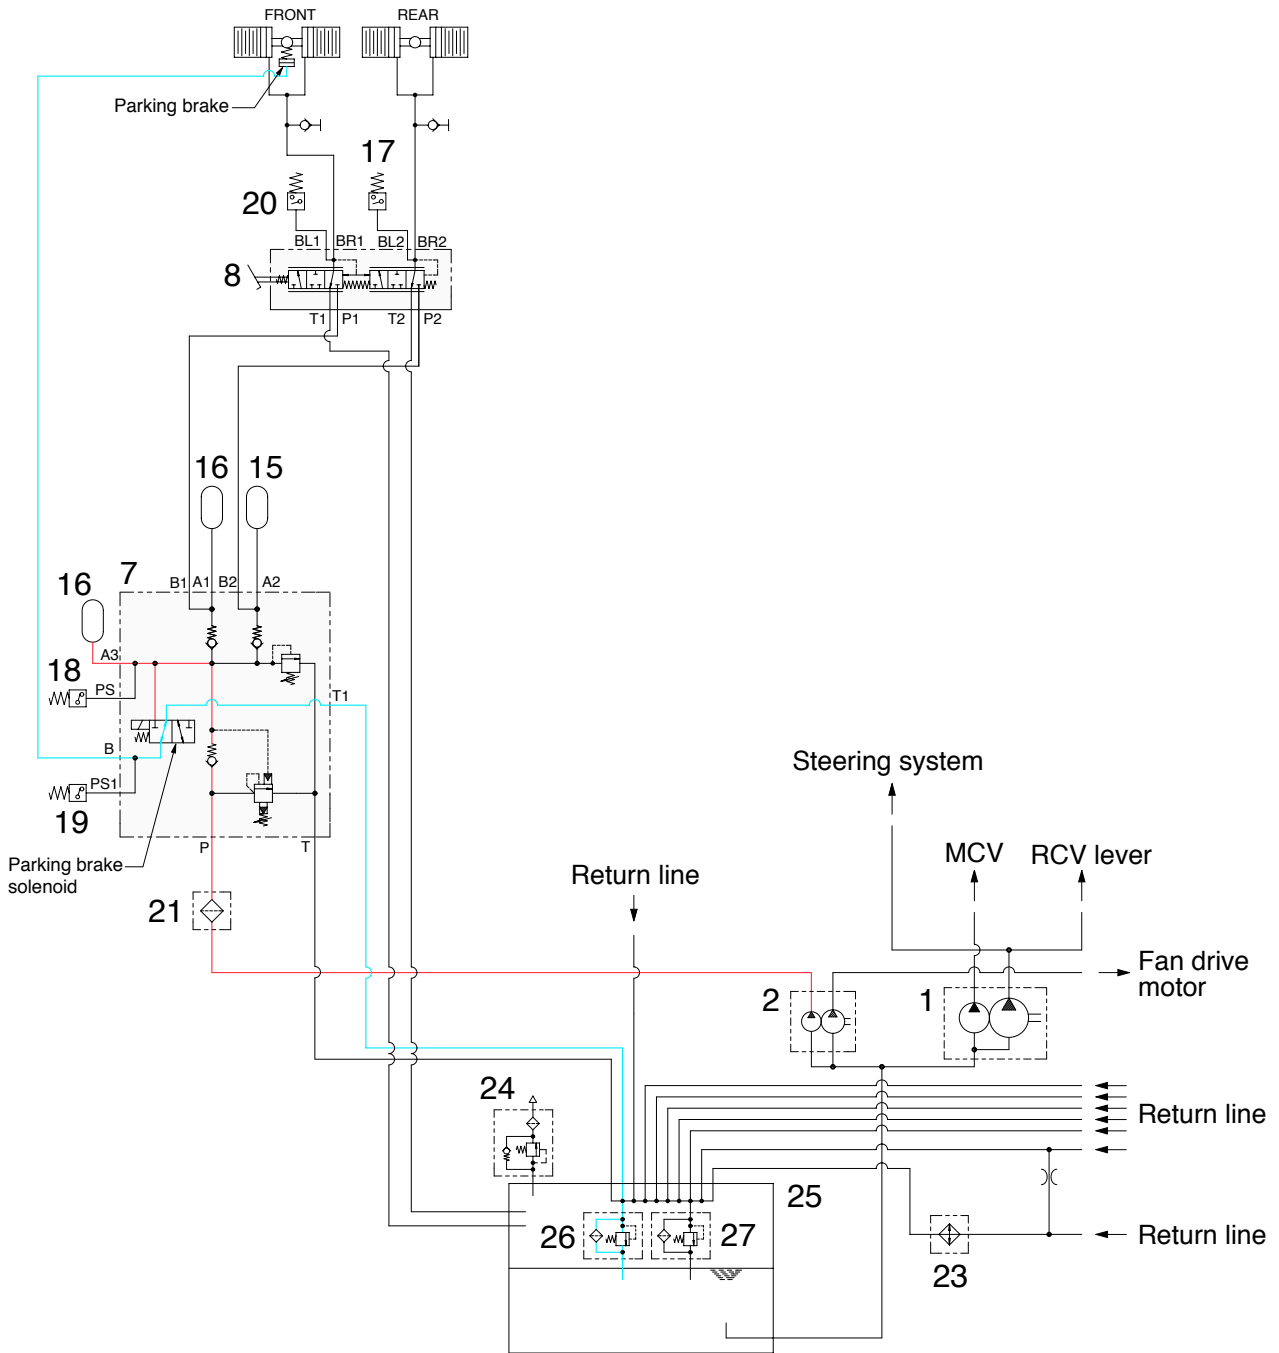 FRONT
REAR
Parking brake
17
20
BL1
BR1
BL2
BR2
8
T1
P1
T2
P2
16
15
16
7
B1
A1
B2
A2
A3
18
PS
T1
B
PS1
19
P
T
Parking brake
solenoid
21
Steering system
MCV
RCV lever
Return line
Fan drive
motor
2
1
24
Return line
25
26
27
23
Return line